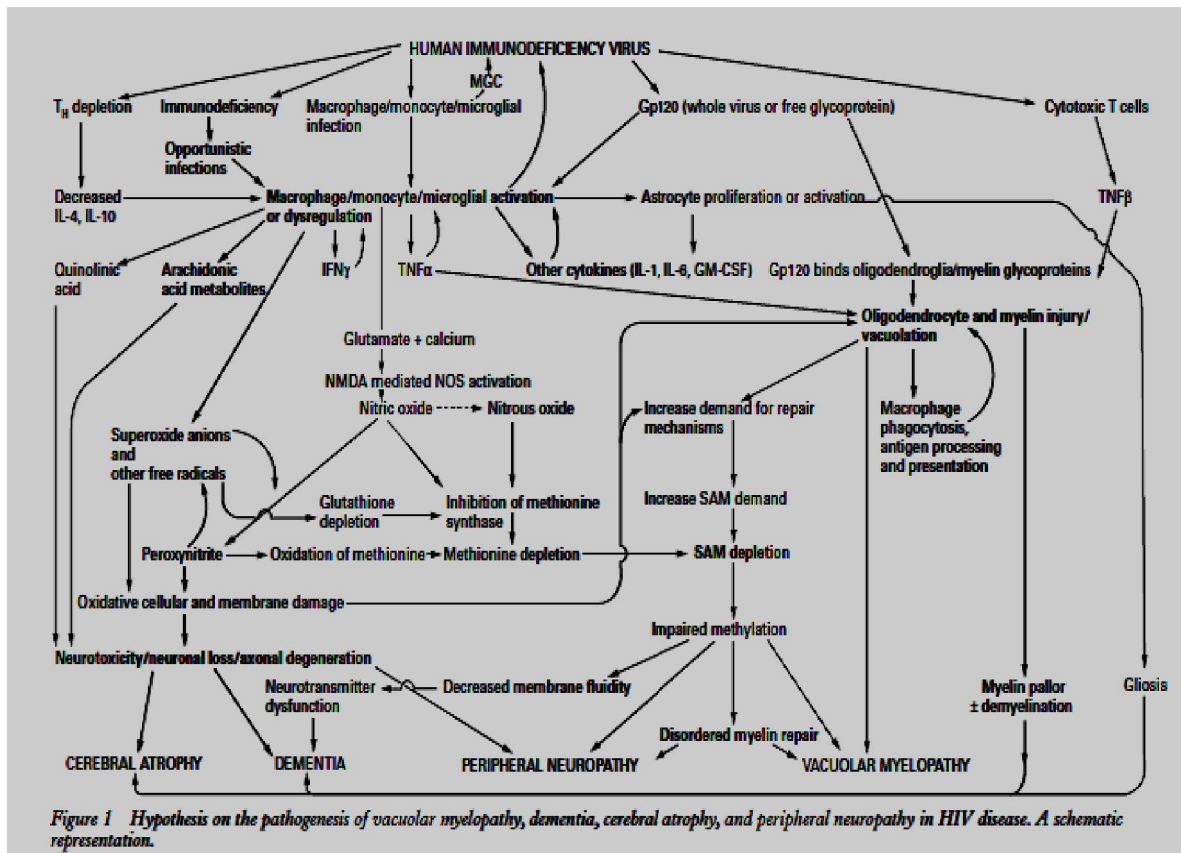 HUMAN IMMUNODEFICIENCY VIRUS
MGC
TH depletion
Immunodeficiency
Macrophage/monocyte/microglial
infection
Gp120 (whole virus or free glycoprotein)
Cytotoxic T cells
Opportunistic
infections
Decreased
IL-4, IL-10
Macrophage/monocyte/microglial activation
or dysregulation
Astrocyte proliferation or activation
TNFβ
Quinolinic
acid
Arachidonic
acid metabolites
IFNγ
TNFα
Other cytokines (IL-1, IL-6, GM-CSF)
Gp120 binds oligodendroglia/myelin glycoproteins
Oligodendrocyte and myelin injury/
vacuolation
Glutamate + calcium
NMDA mediated NOS activation
Nitric oxide
Nitrous oxide
Increase demand for repair
mechanisms
Macrophage
phagocytosis,
antigen processing
and presentation
Superoxide anions
and
other free radicals
Glutathione
depletion
Inhibition of methionine
synthase
Increase SAM demand
Peroxynitrite
Oxidation of methionine
Methionine depletion
SAM depletion
Oxidative cellular and membrane damage
Impaired methylation
Neurotoxicity/neuronal loss/axonal degeneration
Neurotransmitter
dysfunction
Decreased membrane fluidity
Myelin pallor
± demyelination
Gliosis
Disordered myelin repair
CEREBRAL ATROPHY
DEMENTIA
PERIPHERAL NEUROPATHY
VACUOLAR MYELOPATHY
Figure 1 Hypothesis on the pathogenesis of vacuolar myelopathy, dementia, cerebral atrophy, and peripheral neuropathy in HIV disease. A schematic
representation.